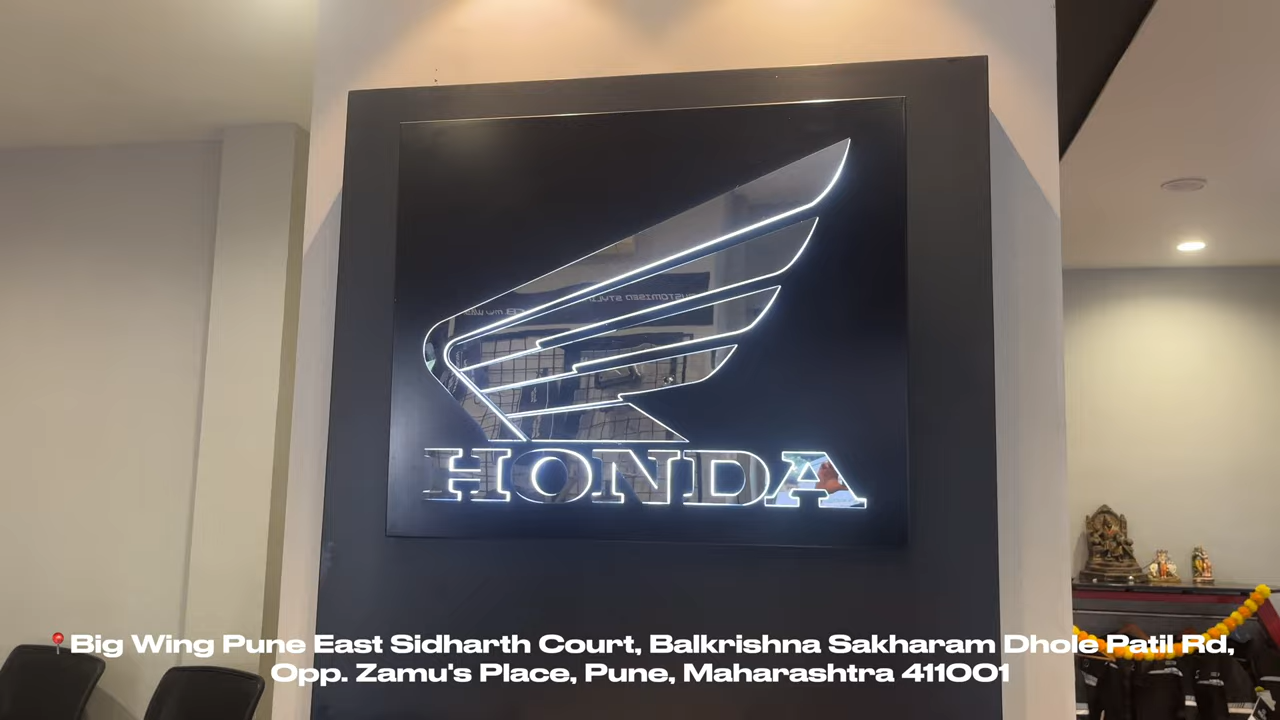 HONDA
📍Big Wing Pune East Sidharth Court, Balkrishna Sakharam Dhole Patil Rd,
Opp. Zamu's Place, Pune, Maharashtra 411001